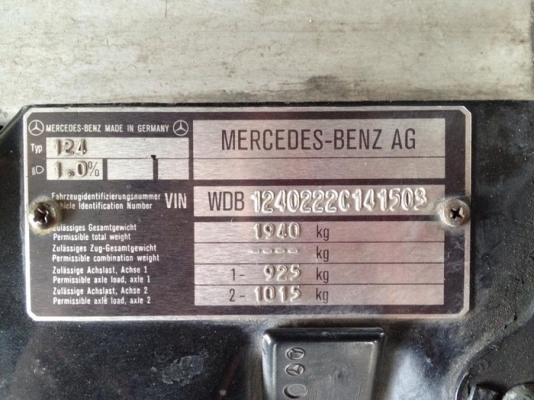 MERCEDES-BENZ MADE IN GERMANY
Typ 124
1.0%
MERCEDES-BENZ AG
Fahrzeugidentifizierungsnummer
Vehicle Identification Number VIN WDB 1240222C141508
Zulässiges Gesamtgewicht
Permissible total weight 1940 kg
Zulässiges Zug-Gesamtgewicht
Permissible combination weight ---- kg
Zulässige Achslast, Achse 1
Permissible axle load, axle 1 1- 925 kg
Zulässige Achslast, Achse 2
Permissible axle load, axle 2 2- 1015 kg